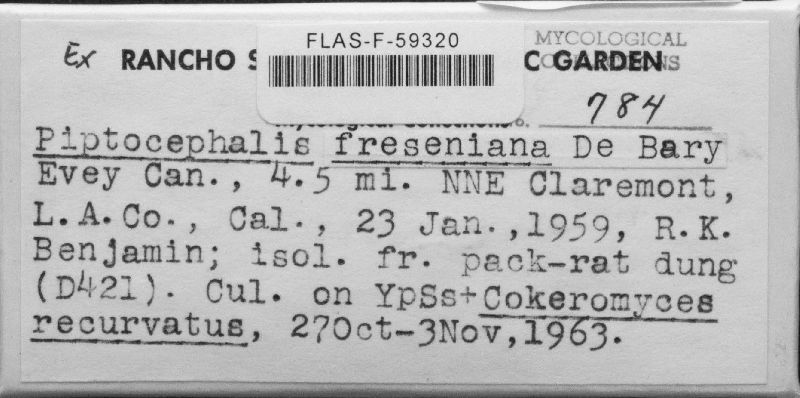 FLAS-F-59320
MYCOLOGICAL
Ex RANCHO S C GARDEN
784
Piptocephalis freseniana De Bary
Evey Can., 4.5 mi. NNE Claremont,
L.A.Co., Cal., 23 Jan.,1959, R.K.
Benjamin; isol. fr. pack-rat dung
(D421). Cul. on YpSs+Cokeromyces
recurvatus, 27Oct-3Nov,1963.